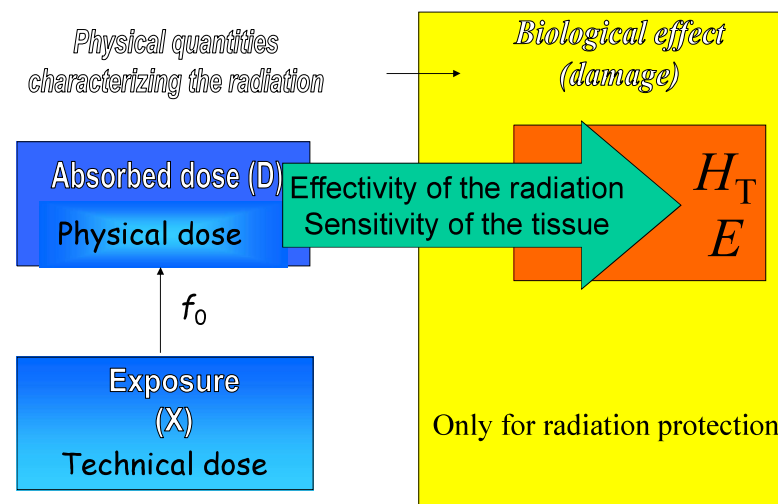 Physical quantities
characterizing the radiation
Biological effect
(damage)
Absorbed dose (D)
Physical dose
Effectivity of the radiation
Sensitivity of the tissue
H_T
E
f_0
Exposure
(X)
Technical dose
Only for radiation protection